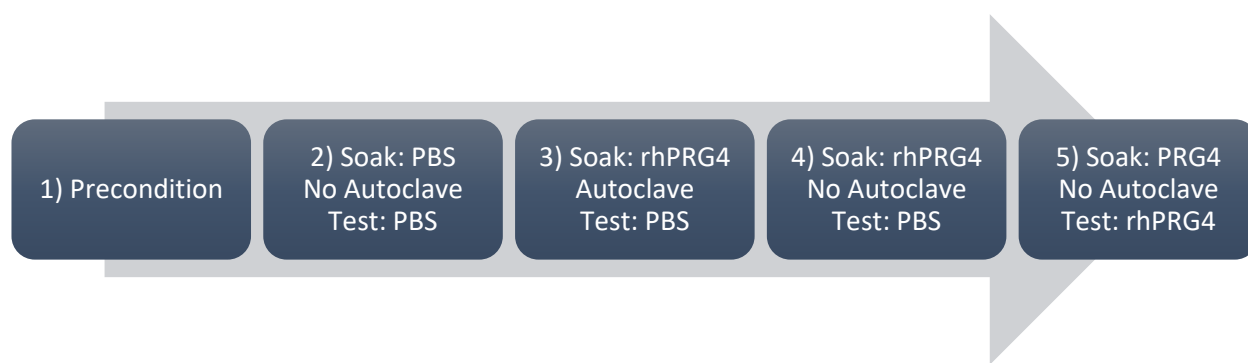 1) Precondition
2) Soak: PBS
No Autoclave
Test: PBS
3) Soak: rhPRG4
Autoclave
Test: PBS
4) Soak: rhPRG4
No Autoclave
Test: PBS
5) Soak: PRG4
No Autoclave
Test: rhPRG4